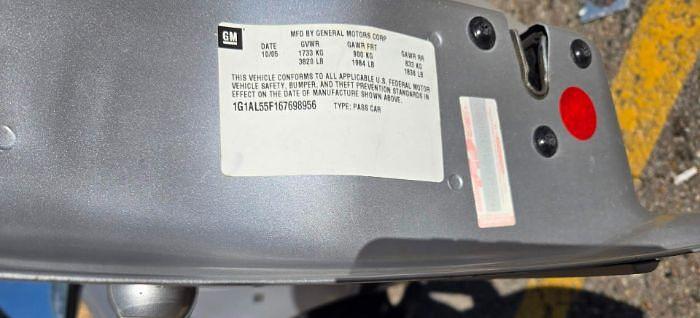 GM
MFD BY GENERAL MOTORS CORP
DATE GVWR GAWR FRT GAWR RR
10/05 1733 KG 900 KG 833 KG
3820 LB 1984 LB 1836 LB
THIS VEHICLE CONFORMS TO ALL APPLICABLE U.S. FEDERAL MOTOR
VEHICLE SAFETY, BUMPER, AND THEFT PREVENTION STANDARDS IN
EFFECT ON THE DATE OF MANUFACTURE SHOWN ABOVE.
1G1AL55F167698956 TYPE: PASS CAR